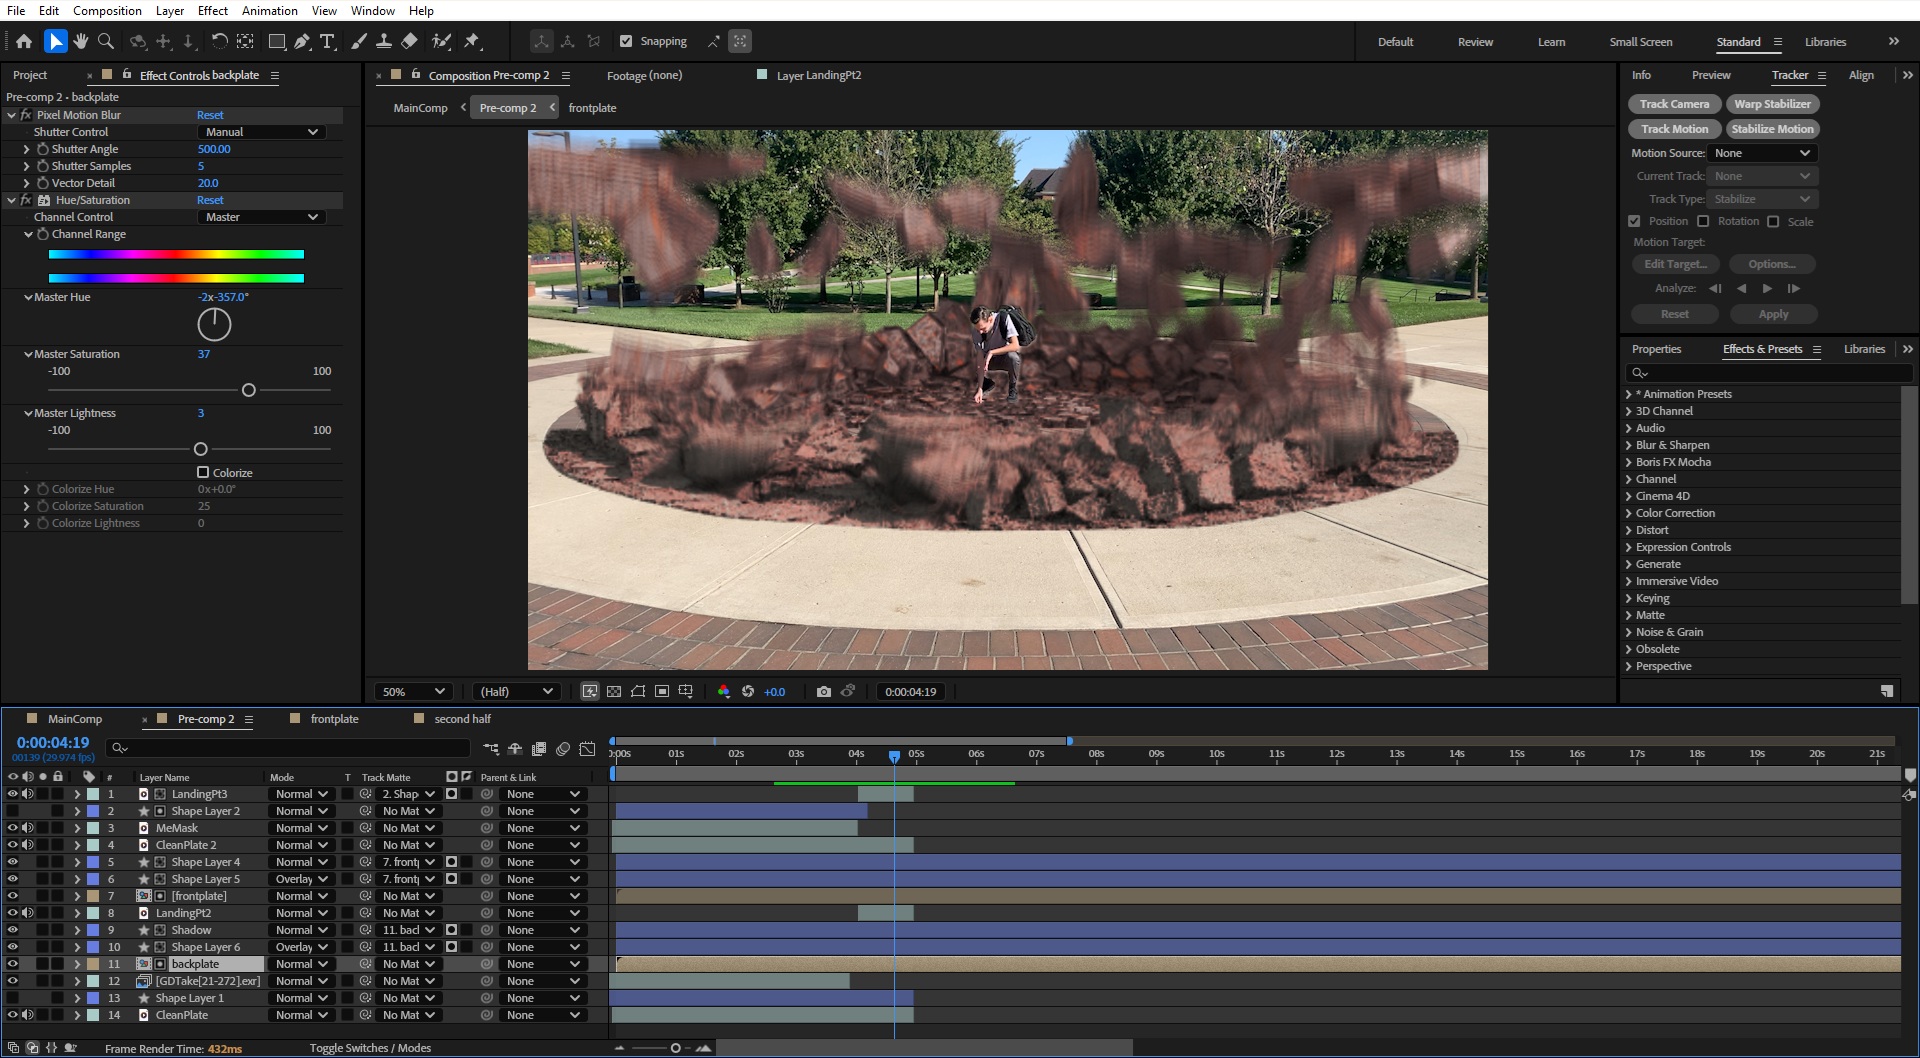 File Edit Composition Layer Effect Animation View Window Help
Snapping
Default Review Learn Small Screen Standard Libraries
Project Effect Controls backplate
Pre-comp 2 • backplate
fx Pixel Motion Blur Reset
Shutter Control Manual
Shutter Angle 500.00
Shutter Samples 5
Vector Detail 20.0
fx Hue/Saturation Reset
Channel Control Master
Channel Range
Master Hue -2x-357.0°
Master Saturation 37
-100 100
Master Lightness 3
-100 100
Colorize
Colorize Hue 0x+0.0°
Colorize Saturation 25
Colorize Lightness 0
Composition Pre-comp 2 Footage (none) Layer LandingPt2
MainComp Pre-comp 2 frontplate
50% (Half) +0.0 0:00:04:19
Info Preview Tracker Align
Track Camera Warp Stabilizer
Track Motion Stabilize Motion
Motion Source: None
Current Track: None
Track Type: Stabilize
Position Rotation Scale
Motion Target:
Edit Target... Options...
Analyze:
Reset Apply
Properties Effects & Presets Libraries
* Animation Presets
3D Channel
Audio
Blur & Sharpen
Boris FX Mocha
Channel
Cinema 4D
Color Correction
Distort
Expression Controls
Generate
Immersive Video
Keying
Matte
Noise & Grain
Obsolete
Perspective
MainComp Pre-comp 2 frontplate second half
0:00:04:19
00139 (29.974 fps)
0:00s 01s 02s 03s 04s 05s 06s 07s 08s 09s 10s 11s 12s 13s 14s 15s 16s 17s 18s 19s 20s 21s
# Layer Name Mode T Track Matte Parent & Link
1 LandingPt3 Normal 2. Shap None
2 Shape Layer 2 Normal No Mat None
3 MeMask Normal No Mat None
4 CleanPlate 2 Normal No Mat None
5 Shape Layer 4 Normal 7. front None
6 Shape Layer 5 Overlay 7. front None
7 [frontplate] Normal No Mat None
8 LandingPt2 Normal No Mat None
9 Shadow Normal 11. bacl None
10 Shape Layer 6 Overlay 11. bacl None
11 backplate Normal No Mat None
12 [GDTake[21-272].exr] Normal No Mat None
13 Shape Layer 1 Normal No Mat None
14 CleanPlate Normal No Mat None
Frame Render Time: 432ms Toggle Switches / Modes